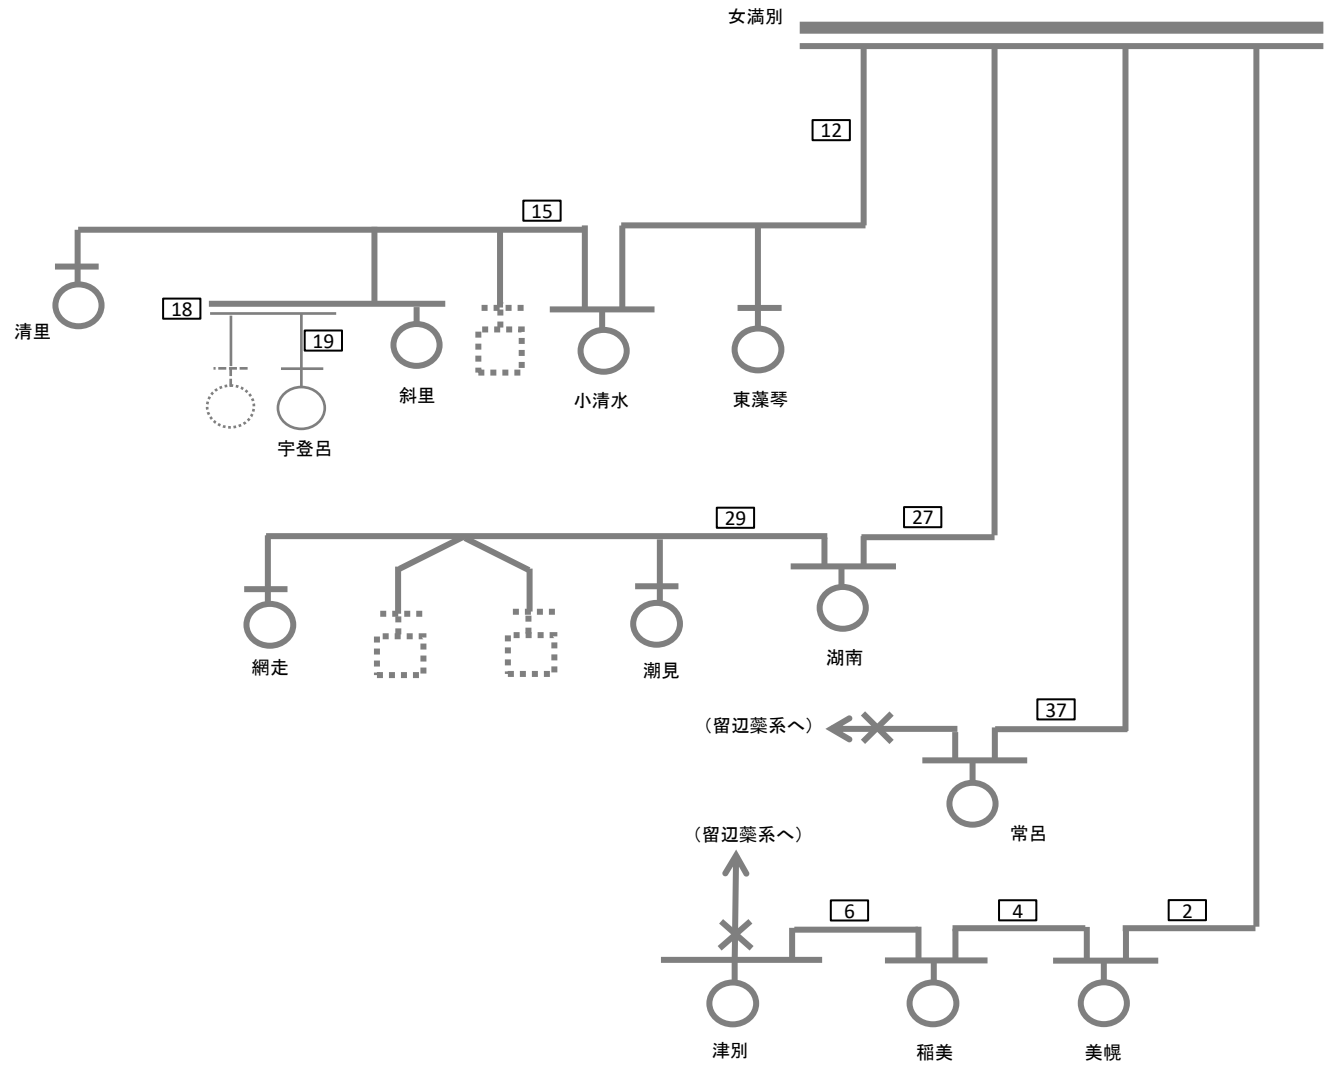 女満別
12
15
18
19
清里
斜里
小清水
東藻琴
宇登呂
29
27
網走
潮見
湖南
37
（留辺蘂系へ）
常呂
（留辺蘂系へ）
6
4
2
津別
稲美
美幌